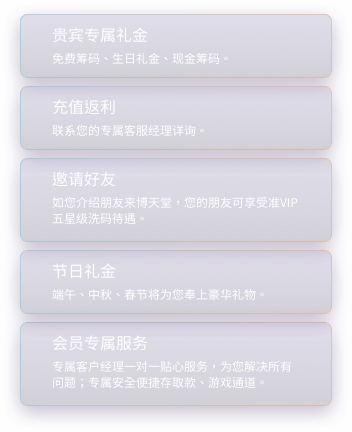 贵宾专属礼金
免费筹码、生日礼金、现金筹码。
充值返利
联系您的专属客服经理详询。
邀请好友
如您介绍朋友来博天堂，您的朋友可享受准VIP
五星级洗码待遇。
节日礼金
端午、中秋、春节将为您奉上豪华礼物。
会员专属服务
专属客户经理一对一贴心服务，为您解决所有
问题；专属安全便捷存取款、游戏通道。